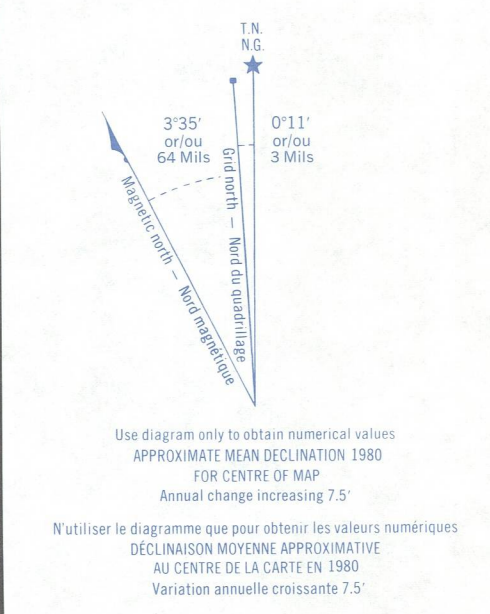 T.N.
N.G.
3°35′
or/ou
64 Mils
0°11′
or/ou
3 Mils
Magnetic north — Nord magnétique
Grid north — Nord du quadrillage
Use diagram only to obtain numerical values
APPROXIMATE MEAN DECLINATION 1980
FOR CENTRE OF MAP
Annual change increasing 7.5′
N'utiliser le diagramme que pour obtenir les valeurs numériques
DÉCLINAISON MOYENNE APPROXIMATIVE
AU CENTRE DE LA CARTE EN 1980
Variation annuelle croissante 7.5′